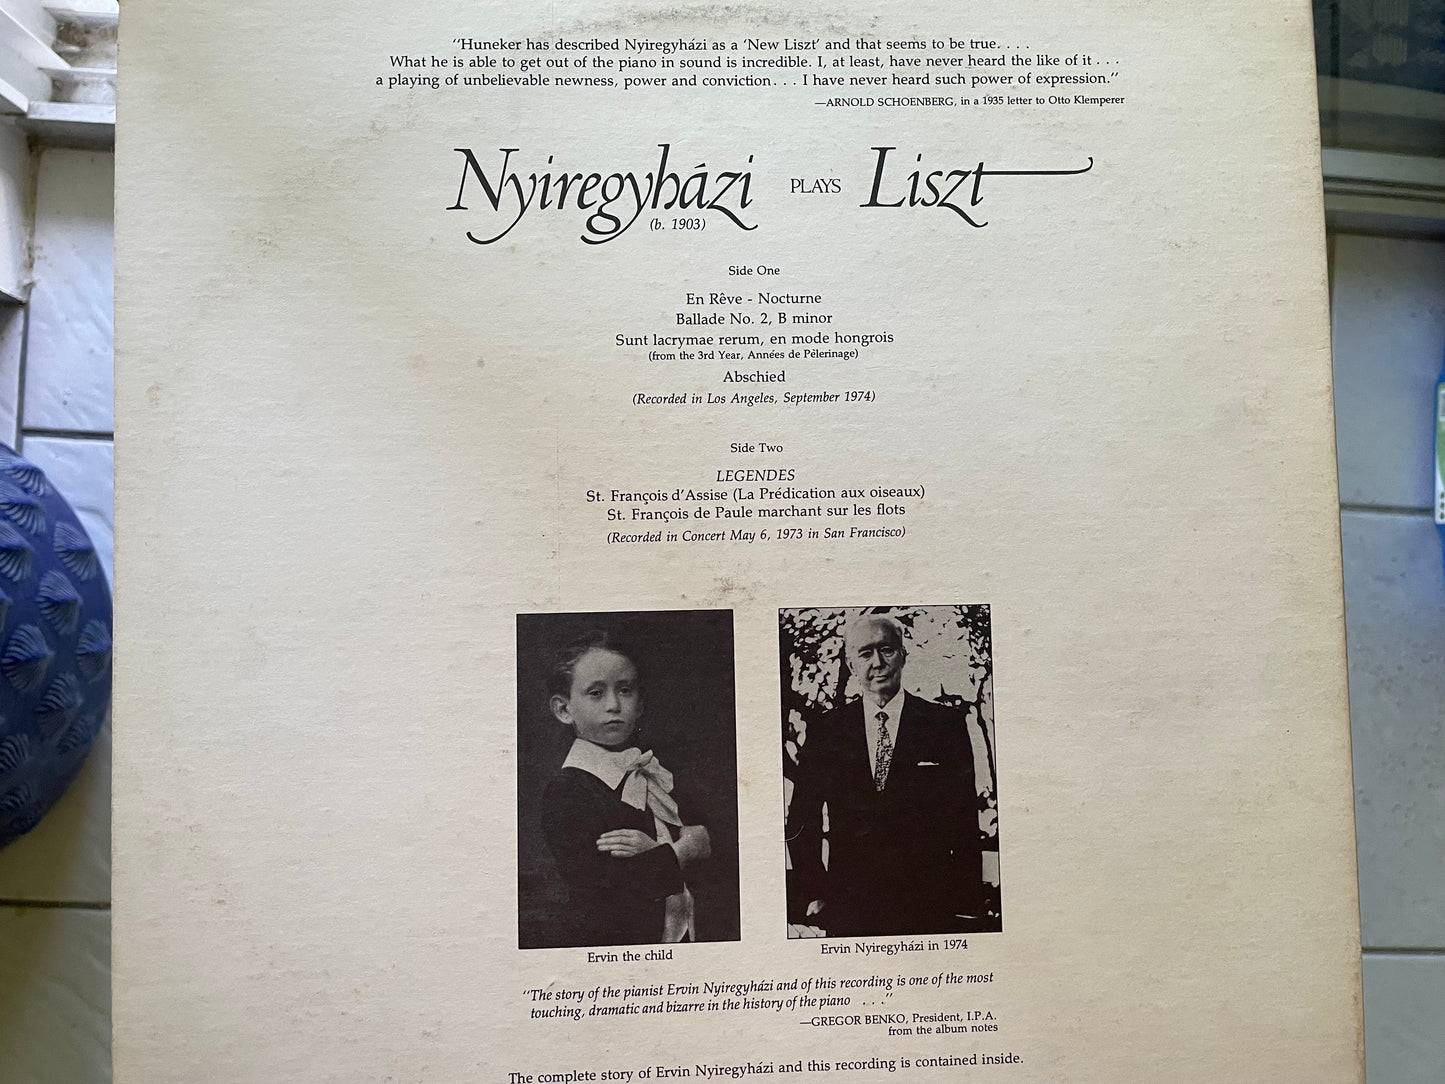 “Huneker has described Nyiregyházi as a ‘New Liszt’ and that seems to be true. . . .
What he is able to get out of the piano in sound is incredible. I, at least, have never heard the like of it . . .
a playing of unbelievable newness, power and conviction. . . I have never heard such power of expression.”
—ARNOLD SCHOENBERG, in a 1935 letter to Otto Klemperer
Nyiregyházi PLAYS Liszt
(b. 1903)
Side One
En Rêve - Nocturne
Ballade No. 2, B minor
Sunt lacrymae rerum, en mode hongrois
(from the 3rd Year, Années de Pèlerinage)
Abschied
(Recorded in Los Angeles, September 1974)
Side Two
LEGENDES
St. François d’Assise (La Prédication aux oiseaux)
St. François de Paule marchant sur les flots
(Recorded in Concert May 6, 1973 in San Francisco)
Ervin the child
Ervin Nyiregyházi in 1974
“The story of the pianist Ervin Nyiregyházi and of this recording is one of the most
touching, dramatic and bizarre in the history of the piano . . .”
—GREGOR BENKO, President, I.P.A.
from the album notes
The complete story of Ervin Nyiregyházi and this recording is contained inside.